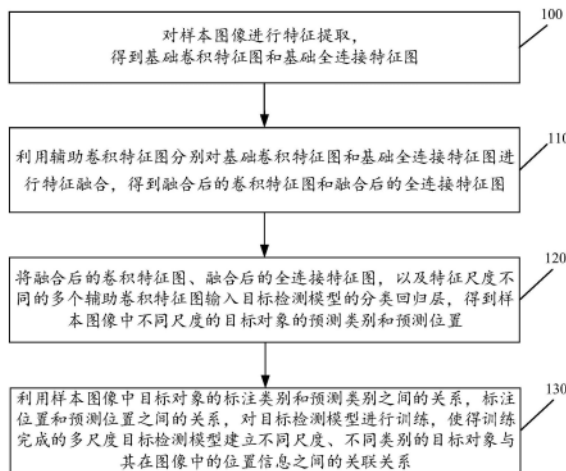 对样本图像进行特征提取，
得到基础卷积特征图和基础全连接特征图
100
利用辅助卷积特征图分别对基础卷积特征图和基础全连接特征图进
行特征融合，得到融合后的卷积特征图和融合后的全连接特征图
110
将融合后的卷积特征图、融合后的全连接特征图，以及特征尺度不
同的多个辅助卷积特征图输入目标检测模型的分类回归层，得到样
本图像中不同尺度的目标对象的预测类别和预测位置
120
利用样本图像中目标对象的标注类别和预测类别之间的关系，标注
位置和预测位置之间的关系，对目标检测模型进行训练，使得训练
完成的多尺度目标检测模型建立不同尺度、不同类别的目标对象与
其在图像中的位置信息之间的关联关系
130